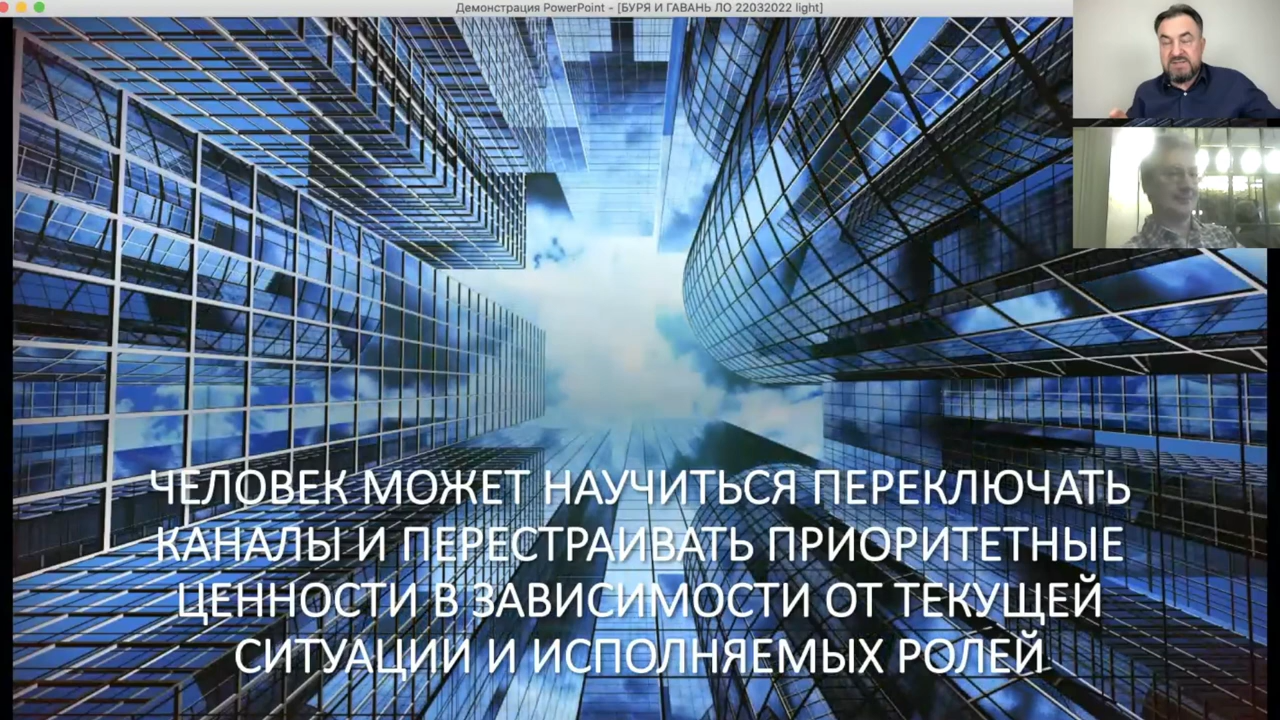 Демонстрация PowerPoint - [БУРЯ И ГАВАНЬ ЛО 22032022 light]
ЧЕЛОВЕК МОЖЕТ НАУЧИТЬСЯ ПЕРЕКЛЮЧАТЬ
КАНАЛЫ И ПЕРЕСТРАИВАТЬ ПРИОРИТЕТНЫЕ
ЦЕННОСТИ В ЗАВИСИМОСТИ ОТ ТЕКУЩЕЙ
СИТУАЦИИ И ИСПОЛНЯЕМЫХ РОЛЕЙ